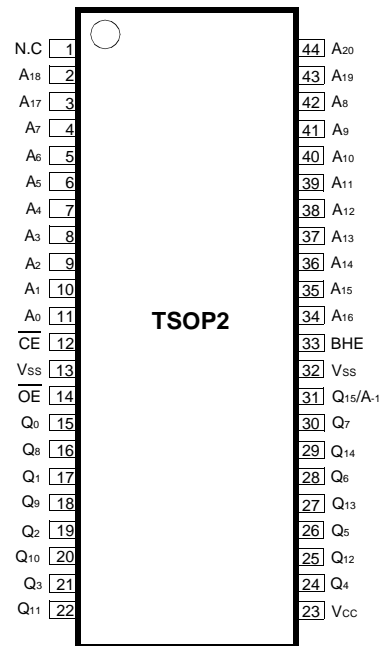 N.C 1 44 A20
A18 2 43 A19
A17 3 42 A8
A7 4 41 A9
A6 5 40 A10
A5 6 39 A11
A4 7 38 A12
A3 8 37 A13
A2 9 36 A14
A1 10 35 A15
A0 11 34 A16
TSOP2
CE 12 33 BHE
VSS 13 32 VSS
OE 14 31 Q15/A-1
Q0 15 30 Q7
Q8 16 29 Q14
Q1 17 28 Q6
Q9 18 27 Q13
Q2 19 26 Q5
Q10 20 25 Q12
Q3 21 24 Q4
Q11 22 23 VCC